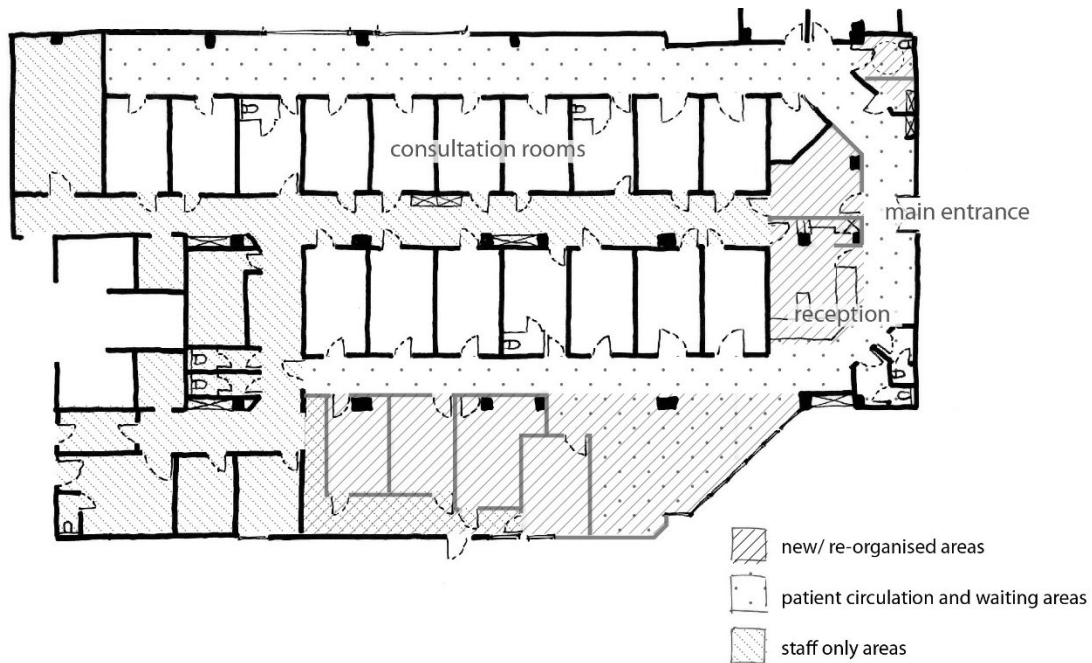 consultation rooms
main entrance
reception
new/ re-organised areas
patient circulation and waiting areas
staff only areas